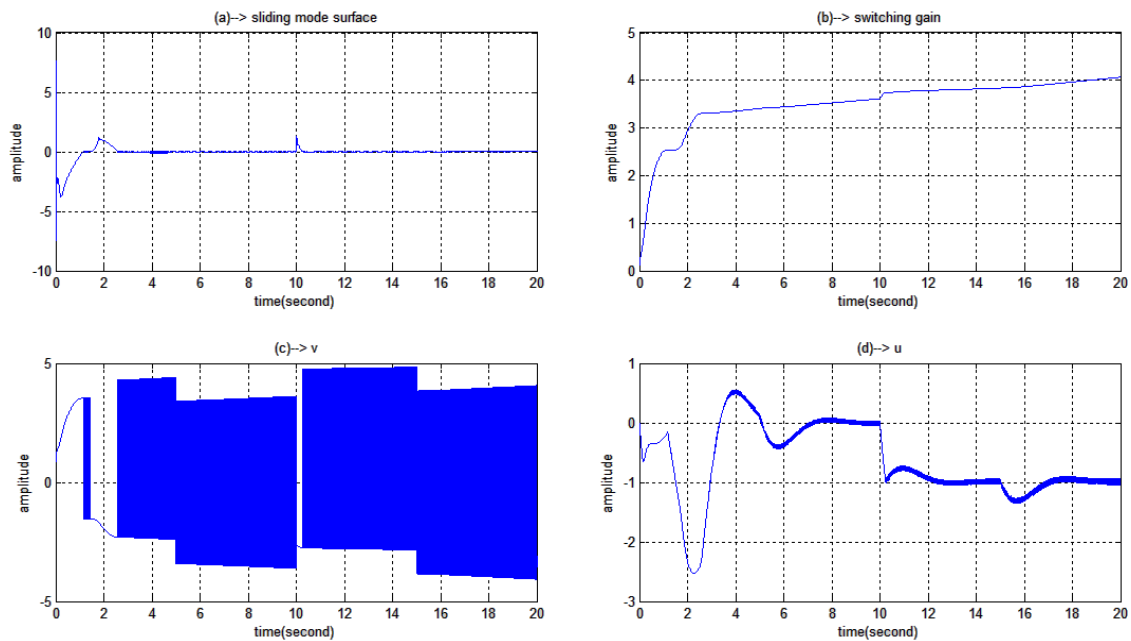 (a)--> sliding mode surface
10
5
0
-5
-10
amplitude
0 2 4 6 8 10 12 14 16 18 20
time(second)
(b)--> switching gain
5
4
3
2
1
0
amplitude
0 2 4 6 8 10 12 14 16 18 20
time(second)
(c)--> v
5
0
-5
amplitude
0 2 4 6 8 10 12 14 16 18 20
time(second)
(d)--> u
1
0
-1
-2
-3
amplitude
0 2 4 6 8 10 12 14 16 18 20
time(second)